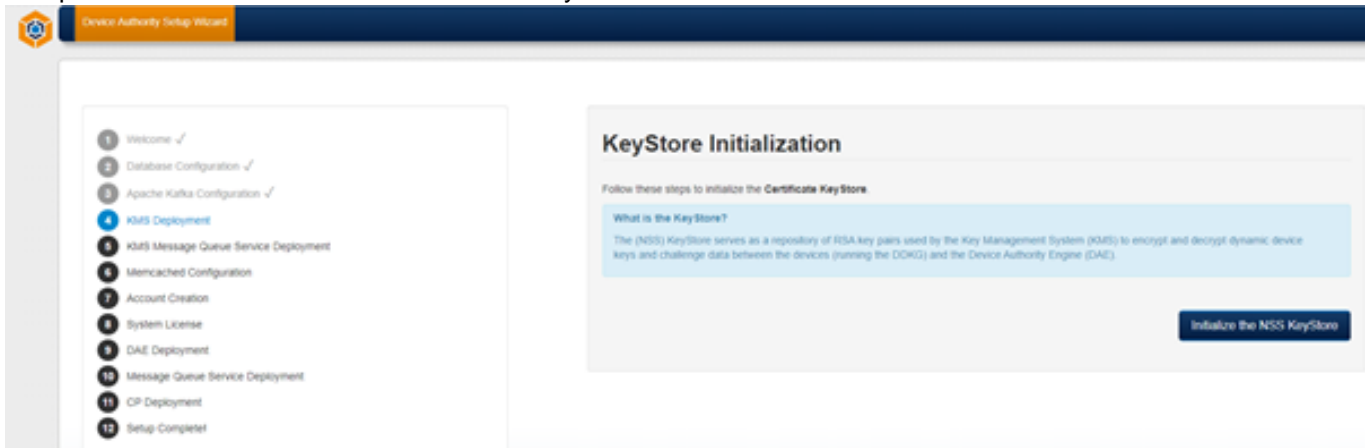 Device Authority Setup Wizard
1 Welcome ✓
2 Database Configuration ✓
3 Apache Kafka Configuration ✓
4 KMS Deployment
5 KMS Message Queue Service Deployment
6 Memcached Configuration
7 Account Creation
8 System License
9 DAE Deployment
10 Message Queue Service Deployment
11 CP Deployment
12 Setup Complete!
KeyStore Initialization
Follow these steps to initialize the Certificate KeyStore.
What is the KeyStore?
The (NSS) KeyStore serves as a repository of RSA key pairs used by the Key Management System (KMS) to encrypt and decrypt dynamic device
keys and challenge data between the devices (running the DDKG) and the Device Authority Engine (DAE).
Initialize the NSS KeyStore